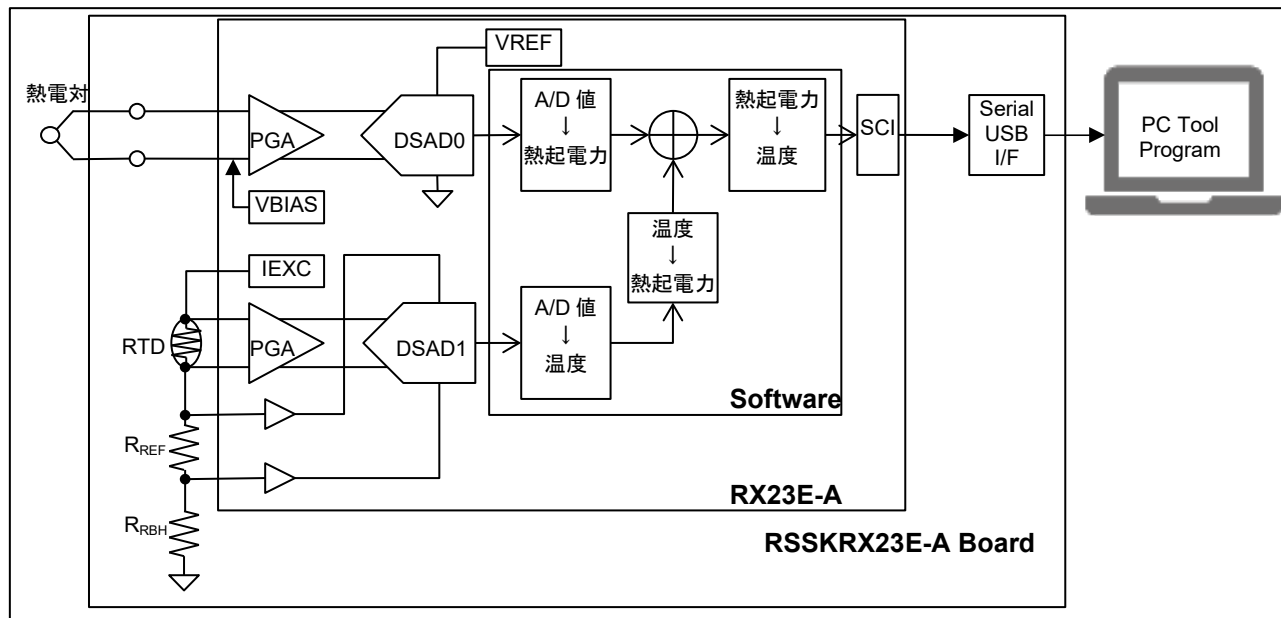 VREF
熱電対
A/D 値
↓
熱起電力
熱起電力
↓
温度
SCI
Serial
USB
I/F
PC Tool
Program
PGA
DSAD0
VBIAS
温度
↓
熱起電力
IEXC
A/D 値
↓
温度
RTD
PGA
DSAD1
Software
RREF
RX23E-A
RRBH
RSSKRX23E-A Board